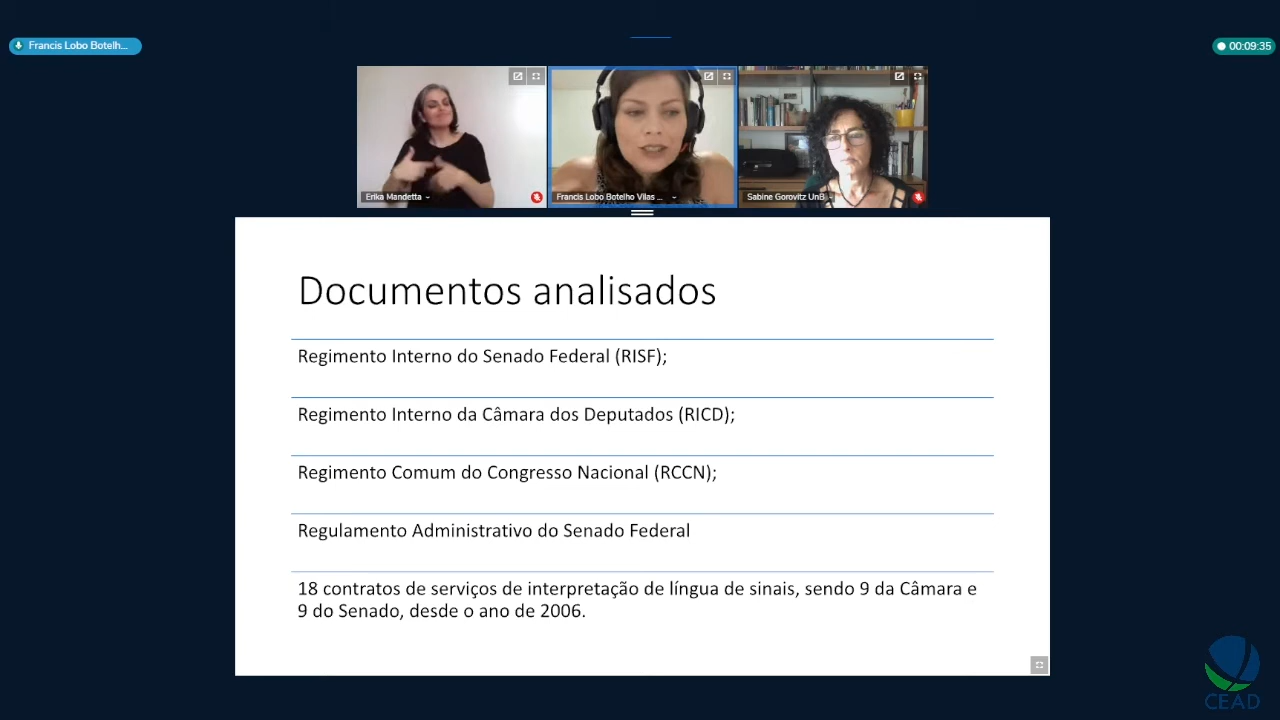 Francis Lobo Botelh...
00:09:35
Erika Mandetta
Francis Lobo Botelho Vilas ...
Sabine Gorovitz UnB
Documentos analisados
Regimento Interno do Senado Federal (RISF);
Regimento Interno da Câmara dos Deputados (RICD);
Regimento Comum do Congresso Nacional (RCCN);
Regulamento Administrativo do Senado Federal
18 contratos de serviços de interpretação de língua de sinais, sendo 9 da Câmara e
9 do Senado, desde o ano de 2006.
CEAD